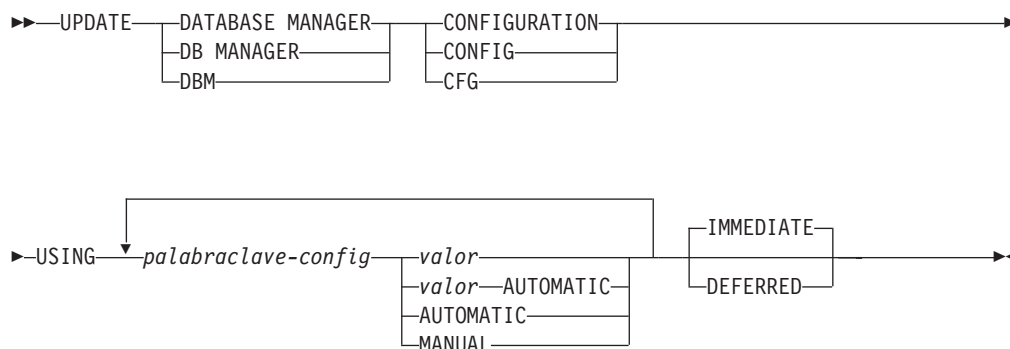 UPDATE DATABASE MANAGER CONFIGURATION
DB MANAGER CONFIG
DBM CFG
IMMEDIATE
USING palabraclave-config valor
valor AUTOMATIC DEFERRED
AUTOMATIC
MANUAL